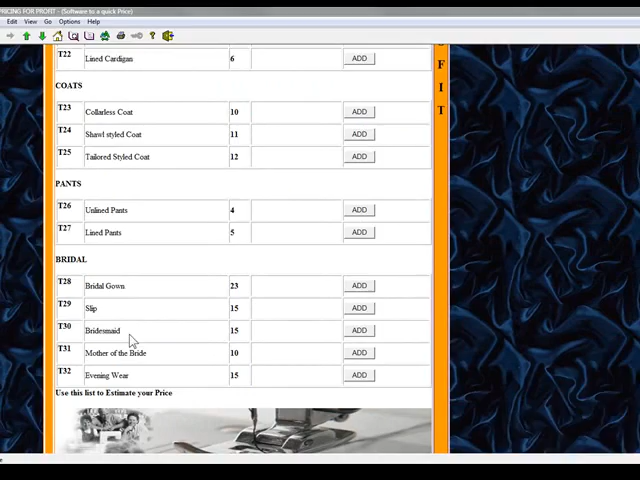 PRICING FOR PROFIT - (Software to a quick Price)
Edit View Go Options Help
T22 Lined Cardigan 6 ADD
COATS
T23 Collarless Coat 10 ADD
T24 Shawl styled Coat 11 ADD
T25 Tailored Styled Coat 12 ADD
PANTS
T26 Unlined Pants 4 ADD
T27 Lined Pants 5 ADD
BRIDAL
T28 Bridal Gown 23 ADD
T29 Slip 15 ADD
T30 Bridesmaid 15 ADD
T31 Mother of the Bride 10 ADD
T32 Evening Wear 15 ADD
Use this list to Estimate your Price
F
I
T